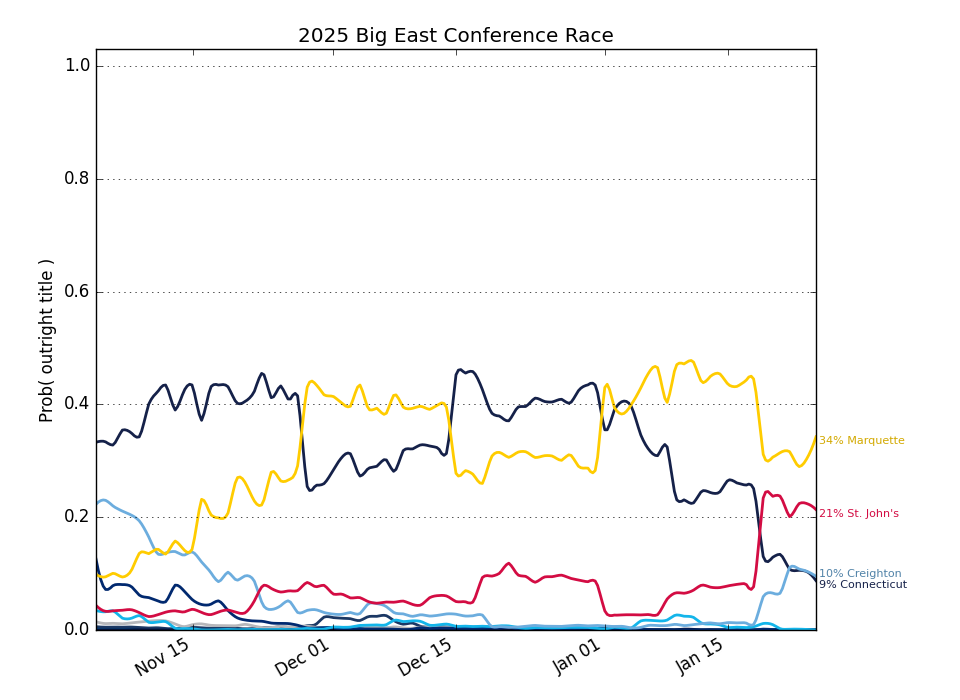 2025 Big East Conference Race
Prob( outright title )
1.0
0.8
0.6
0.4
0.2
0.0
Nov 15
Dec 01
Dec 15
Jan 01
Jan 15
34% Marquette
21% St. John's
10% Creighton
9% Connecticut